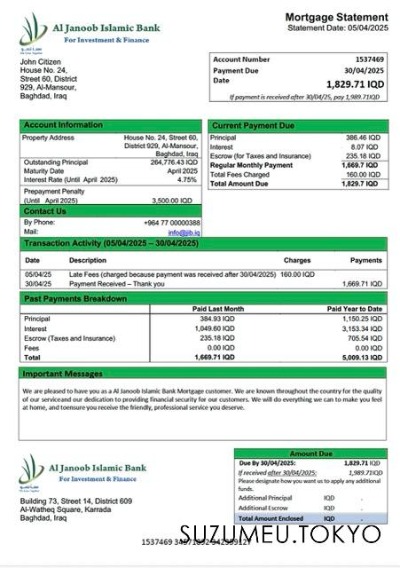 Al Janoob Islamic Bank
For Investment & Finance
Mortgage Statement
Statement Date: 05/04/2025
John Citizen
House No. 24,
Street 60, District
929, Al-Mansour,
Baghdad, Iraq
Account Number 1537469
Payment Due Date 30/04/2025
1,829.71 IQD
If payment is received after 30/04/25, pay 1,989.71IQD
Account Information
Property Address House No. 24, Street 60,
District 929, Al-Mansour,
Baghdad, Iraq
Outstanding Principal 264,776.43 IQD
Maturity Date April 2025
Interest Rate (Until April 2025) 4.75%
Prepayment Penalty
(Until April 2025) 3,500.00 IQD
Contact Us
By Phone: +964 77 00000388
Mail: info@jib.iq
Current Payment Due
Principal 386.46 IQD
Interest 8.07 IQD
Escrow (for Taxes and Insurance) 235.18 IQD
Regular Monthly Payment 1,669.7 IQD
Total Fees Charged 160.00 IQD
Total Amount Due 1,829.7 IQD
Transaction Activity (05/04/2025 – 30/04/2025)
Date Description Charges Payments
05/04/25 Late Fees (charged because payment was received after 30/04/2025) 160.00 IQD
30/04/25 Payment Received – Thank you 1,669.71 IQD
Past Payments Breakdown
Paid Last Month Paid Year to Date
Principal 384.93 IQD 1,150.25 IQD
Interest 1,049.60 IQD 3,153.34 IQD
Escrow (Taxes and Insurance) 235.18 IQD 705.54 IQD
Fees 0.00 IQD 0.00 IQD
Total 1,669.71 IQD 5,009.13 IQD
Important Messages
We are pleased to have you as a Al Janoob Islamic Bank Mortgage customer. We are known throughout the country for the quality
of our serviceand our dedication to providing financial security for our customers. We will do everything we can to make you feel
at home, and toensure you receive the friendly, professional service you deserve.
Al Janoob Islamic Bank
For Investment & Finance
Building 73, Street 14, District 609
Al-Watheq Square, Karrada
Baghdad, Iraq
Amount Due
Due By 30/04/2025: 1,829.71 IQD
If received after 30/04/2025: 1,989.71IQD
Please designate how you want us to apply any additional
funds.
Additional Principal IQD .
Additional Escrow IQD .
Total Amount Enclosed IQD .
SUZUMEU.TOKYO
1537469